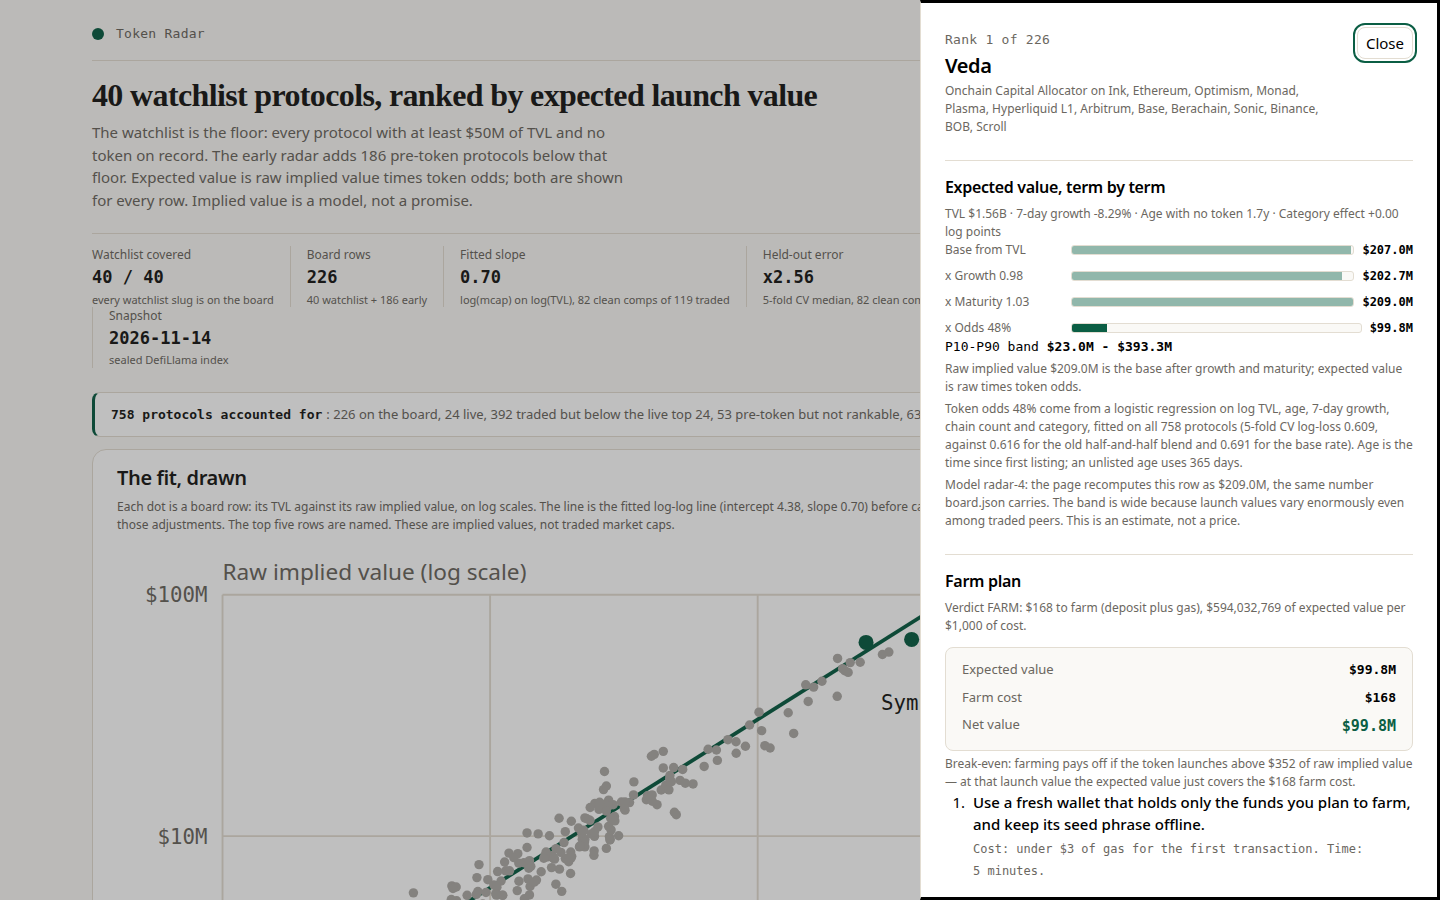 Token Radar
40 watchlist protocols, ranked by expected launch value
The watchlist is the floor: every protocol with at least $50M of TVL and no
token on record. The early radar adds 186 pre-token protocols below that
floor. Expected value is raw implied value times token odds; both are shown
for every row. Implied value is a model, not a promise.
Watchlist covered
40 / 40
every watchlist slug is on the board
Board rows
226
40 watchlist + 186 early
Fitted slope
0.70
log(mcap) on log(TVL), 82 clean comps of 119 traded
Held-out error
x2.56
5-fold CV median, 82 clean con
Snapshot
2026-11-14
sealed DefiLlama index
758 protocols accounted for : 226 on the board, 24 live, 392 traded but below the live top 24, 53 pre-token but not rankable, 63
The fit, drawn
Each dot is a board row: its TVL against its raw implied value, on log scales. The line is the fitted log-log line (intercept 4.38, slope 0.70) before ca
those adjustments. The top five rows are named. These are implied values, not traded market caps.
Raw implied value (log scale)
$100M
Sym
$10M
Rank 1 of 226
Close
Veda
Onchain Capital Allocator on Ink, Ethereum, Optimism, Monad,
Plasma, Hyperliquid L1, Arbitrum, Base, Berachain, Sonic, Binance,
BOB, Scroll
Expected value, term by term
TVL $1.56B · 7-day growth -8.29% · Age with no token 1.7y · Category effect +0.00
log points
Base from TVL $207.0M
x Growth 0.98 $202.7M
x Maturity 1.03 $209.0M
x Odds 48% $99.8M
P10-P90 band $23.0M - $393.3M
Raw implied value $209.0M is the base after growth and maturity; expected value
is raw times token odds.
Token odds 48% come from a logistic regression on log TVL, age, 7-day growth,
chain count and category, fitted on all 758 protocols (5-fold CV log-loss 0.609,
against 0.616 for the old half-and-half blend and 0.691 for the base rate). Age is the
time since first listing; an unlisted age uses 365 days.
Model radar-4: the page recomputes this row as $209.0M, the same number
board.json carries. The band is wide because launch values vary enormously even
among traded peers. This is an estimate, not a price.
Farm plan
Verdict FARM: $168 to farm (deposit plus gas), $594,032,769 of expected value per
$1,000 of cost.
Expected value $99.8M
Farm cost $168
Net value $99.8M
Break-even: farming pays off if the token launches above $352 of raw implied value
— at that launch value the expected value just covers the $168 farm cost.
1. Use a fresh wallet that holds only the funds you plan to farm,
and keep its seed phrase offline.
Cost: under $3 of gas for the first transaction. Time:
5 minutes.